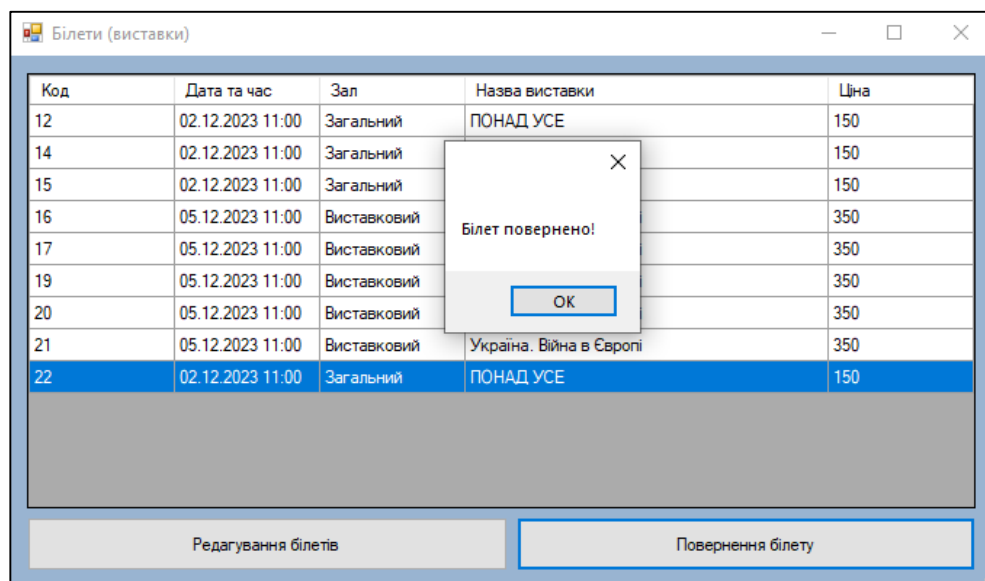 Білети (виставки)
Код Дата та час Зал Назва виставки Ціна
12 02.12.2023 11:00 Загальний ПОНАД УСЕ 150
14 02.12.2023 11:00 Загальний 150
15 02.12.2023 11:00 Загальний 150
16 05.12.2023 11:00 Виставковий 350
17 05.12.2023 11:00 Виставковий 350
19 05.12.2023 11:00 Виставковий 350
20 05.12.2023 11:00 Виставковий 350
21 05.12.2023 11:00 Виставковий Україна. Війна в Європі 350
22 02.12.2023 11:00 Загальний ПОНАД УСЕ 150
Білет повернено!
OK
Редагування білетів Повернення білету